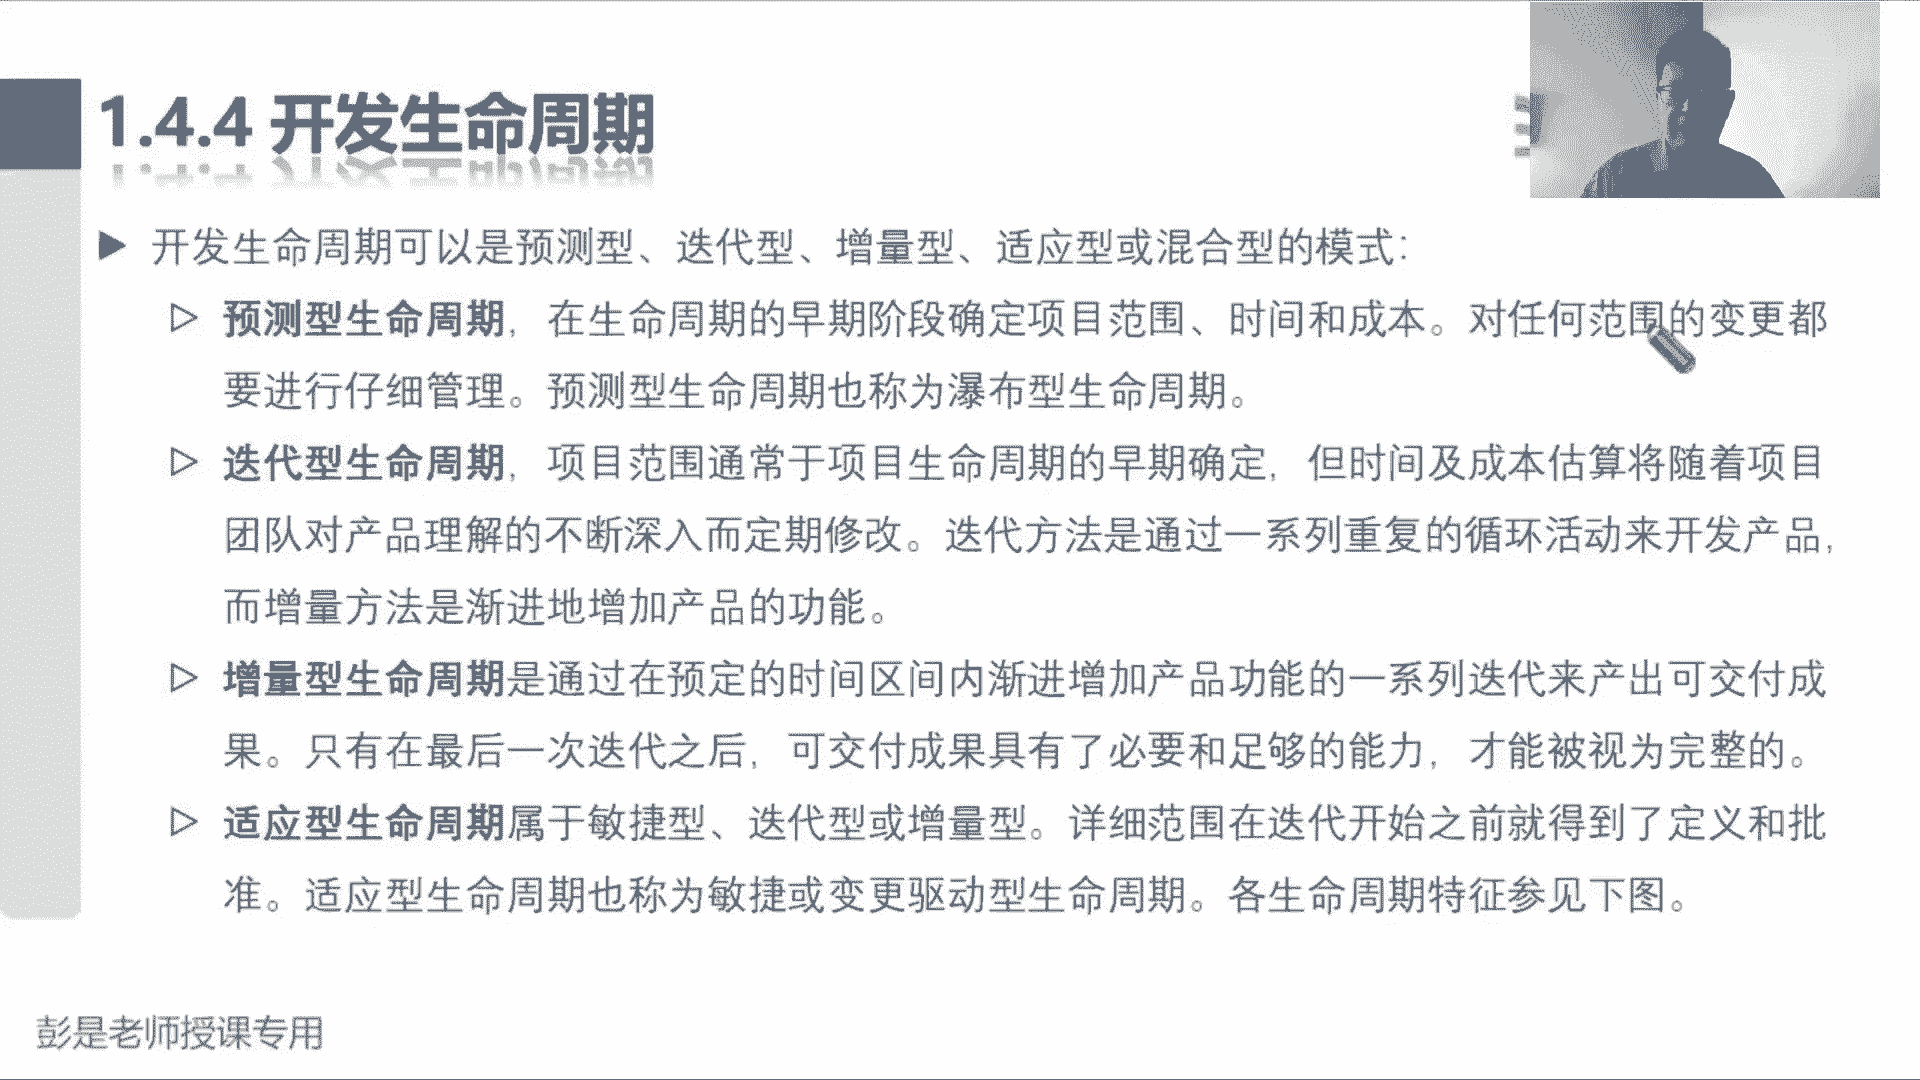 1.4.4 开发生命周期
▶ 开发生命周期可以是预测型、迭代型、增量型、适应型或混合型的模式：
▷ 预测型生命周期，在生命周期的早期阶段确定项目范围、时间和成本。对任何范围的变更都
要进行仔细管理。预测型生命周期也称为瀑布型生命周期。
▷ 迭代型生命周期，项目范围通常于项目生命周期的早期确定，但时间及成本估算将随着项目
团队对产品理解的不断深入而定期修改。迭代方法是通过一系列重复的循环活动来开发产品，
而增量方法是渐进地增加产品的功能。
▷ 增量型生命周期是通过在预定的时间区间内渐进增加产品功能的一系列迭代来产出可交付成
果。只有在最后一次迭代之后，可交付成果具有了必要和足够的能力，才能被视为完整的。
▷ 适应型生命周期属于敏捷型、迭代型或增量型。详细范围在迭代开始之前就得到了定义和批
准。适应型生命周期也称为敏捷或变更驱动型生命周期。各生命周期特征参见下图。
彭是老师授课专用